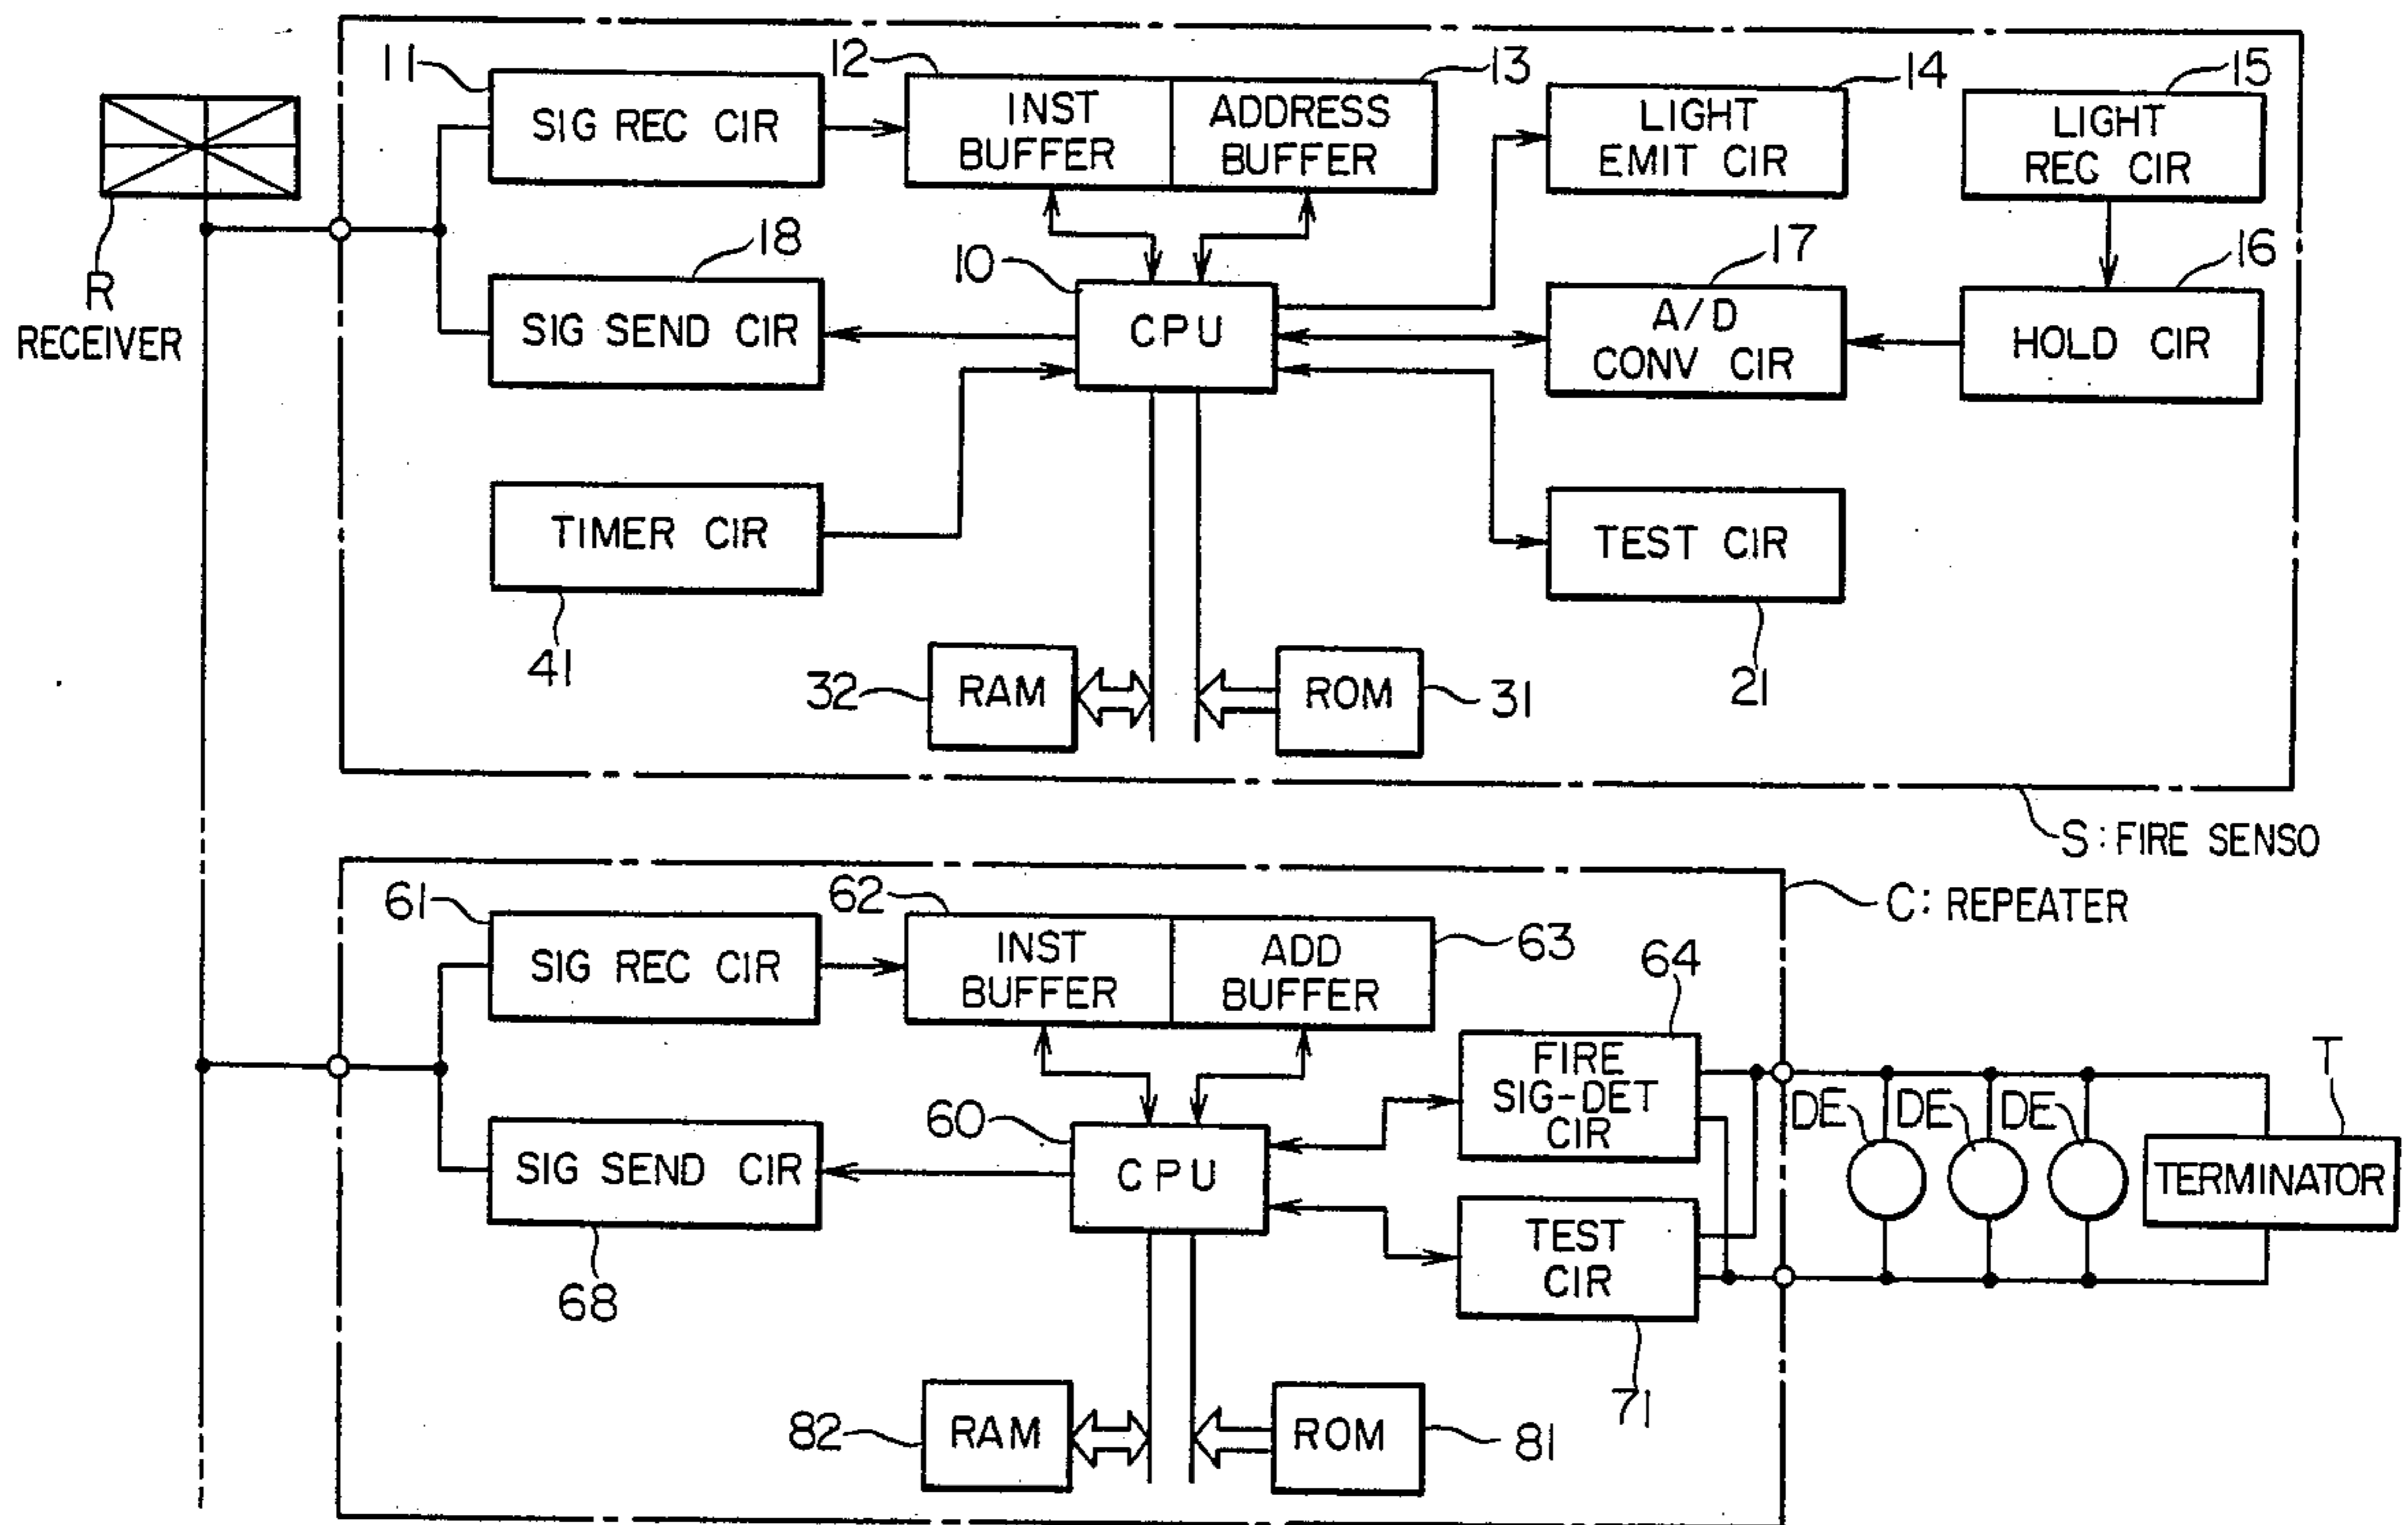 11
SIG REC CIR
12
INST
BUFFER
13
ADDRESS
BUFFER
14
LIGHT
EMIT CIR
15
LIGHT
REC CIR
R
RECEIVER
18
SIG SEND CIR
10
CPU
17
A/D
CONV CIR
16
HOLD CIR
TIMER CIR
41
TEST CIR
21
32
RAM
ROM
31
S: FIRE SENSO
C: REPEATER
61
SIG REC CIR
62
INST
BUFFER
63
ADD
BUFFER
64
FIRE
SIG-DET
CIR
60
CPU
SIG SEND CIR
68
TEST
CIR
71
DE
DE
DE
T
TERMINATOR
82
RAM
ROM
81